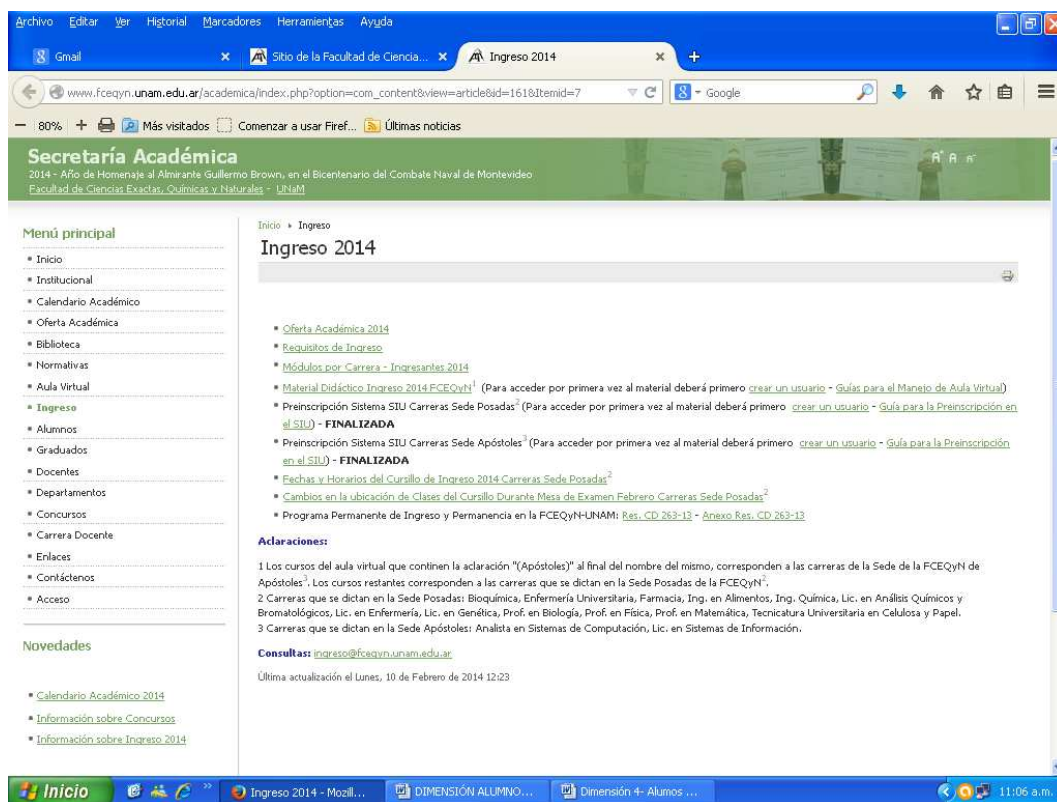 Archivo Editar Ver Historial Marcadores Herramientas Ayuda
Gmail
Sitio de la Facultad de Ciencia...
Ingreso 2014
www.fceqyn.unam.edu.ar/academica/index.php?option=com_content&view=article&id=161&Itemid=7
Google
80% Más visitados Comenzar a usar Firef... Últimas noticias
Secretaría Académica
2014 - Año de Homenaje al Almirante Guillermo Brown, en el Bicentenario del Combate Naval de Montevideo
Facultad de Ciencias Exactas, Químicas y Naturales - UNaM
A+ A A-
Menú principal
Inicio
Institucional
Calendario Académico
Oferta Académica
Biblioteca
Normativas
Aula Virtual
Ingreso
Alumnos
Graduados
Docentes
Departamentos
Concursos
Carrera Docente
Enlaces
Contáctenos
Acceso
Novedades
Calendario Académico 2014
Información sobre Concursos
Información sobre Ingreso 2014
Inicio Ingreso
Ingreso 2014
Oferta Académica 2014
Requisitos de Ingreso
Módulos por Carrera - Ingresantes 2014
Material Didáctico Ingreso 2014 FCEQyN1 (Para acceder por primera vez al material deberá primero crear un usuario - Guías para el Manejo de Aula Virtual)
Preinscripción Sistema SIU Carreras Sede Posadas2 (Para acceder por primera vez al material deberá primero crear un usuario - Guía para la Preinscripción en
el SIU) - FINALIZADA
Preinscripción Sistema SIU Carreras Sede Apóstoles3 (Para acceder por primera vez al material deberá primero crear un usuario - Guía para la Preinscripción
en el SIU) - FINALIZADA
Fechas y Horarios del Cursillo de Ingreso 2014 Carreras Sede Posadas2
Cambios en la ubicación de Clases del Cursillo Durante Mesa de Examen Febrero Carreras Sede Posadas2
Programa Permanente de Ingreso y Permanencia en la FCEQyN-UNAM: Res. CD 263-13 - Anexo Res. CD 263-13
Aclaraciones:
1 Los cursos del aula virtual que continen la aclaración "(Apóstoles)" al final del nombre del mismo, corresponden a las carreras de la Sede de la FCEQyN de
Apóstoles3. Los cursos restantes corresponden a las carreras que se dictan en la Sede Posadas de la FCEQyN2.
2 Carreras que se dictan en la Sede Posadas: Bioquímica, Enfermería Universitaria, Farmacia, Ing. en Alimentos, Ing. Química, Lic. en Análisis Químicos y
Bromatológicos, Lic. en Enfermería, Lic. en Genética, Prof. en Biología, Prof. en Física, Prof. en Matemática, Tecnicatura Universitaria en Celulosa y Papel.
3 Carreras que se dictan en la Sede Apóstoles: Analista en Sistemas de Computación, Lic. en Sistemas de Información.
Consultas: ingreso@fceqyn.unam.edu.ar
Última actualización el Lunes, 10 de Febrero de 2014 12:23
Inicio
Ingreso 2014 - Mozill...
DIMENSIÓN ALUMNO...
Dimensión 4- Alumos ...
11:06 a.m.